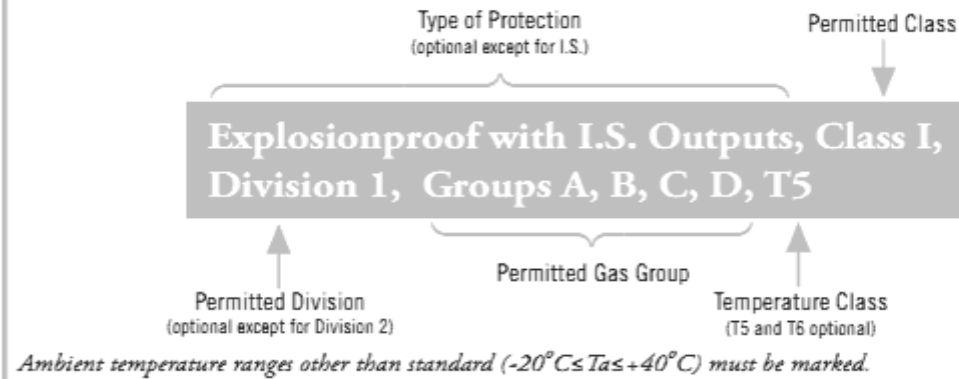 Type of Protection
(optional except for I.S.)
Permitted Class
Explosionproof with I.S. Outputs, Class I,
Division 1, Groups A, B, C, D, T5
Permitted Gas Group
Permitted Division
(optional except for Division 2)
Temperature Class
(T5 and T6 optional)
Ambient temperature ranges other than standard (-20°C≤Ta≤+40°C) must be marked.